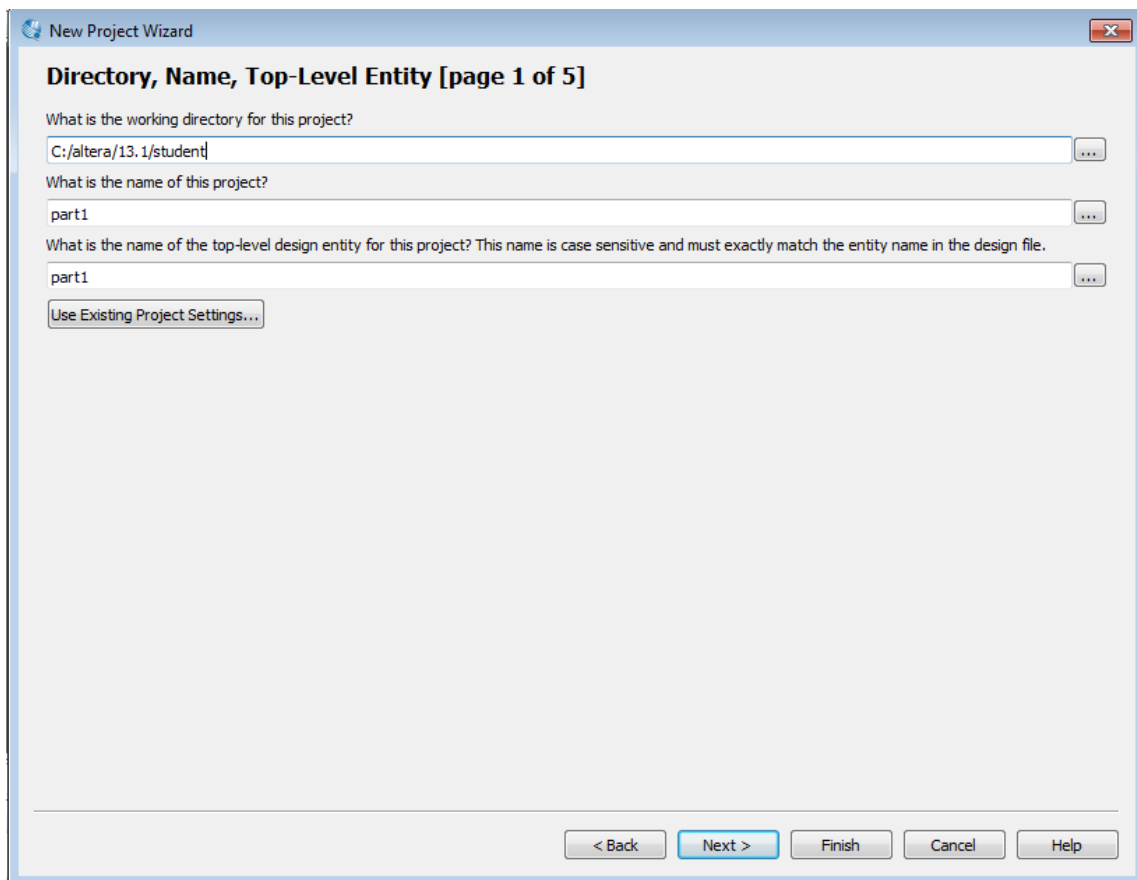 New Project Wizard
Directory, Name, Top-Level Entity [page 1 of 5]
What is the working directory for this project?
C:/altera/13.1/student
...
What is the name of this project?
part1
...
What is the name of the top-level design entity for this project? This name is case sensitive and must exactly match the entity name in the design file.
part1
...
Use Existing Project Settings...
< Back Next > Finish Cancel Help